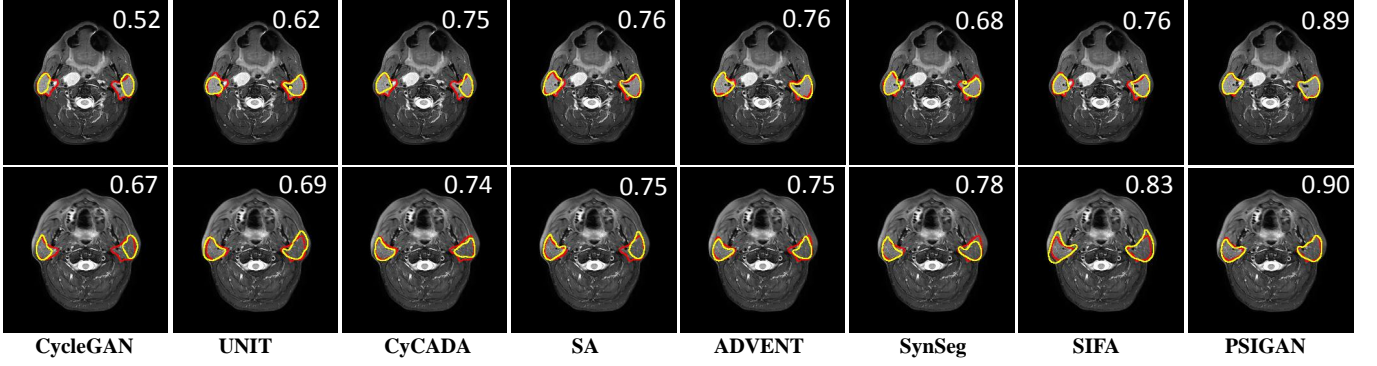 0.52 0.62 0.75 0.76 0.76 0.68 0.76 0.89
0.67 0.69 0.74 0.75 0.75 0.78 0.83 0.90
CycleGAN UNIT CyCADA SA ADVENT SynSeg SIFA PSIGAN